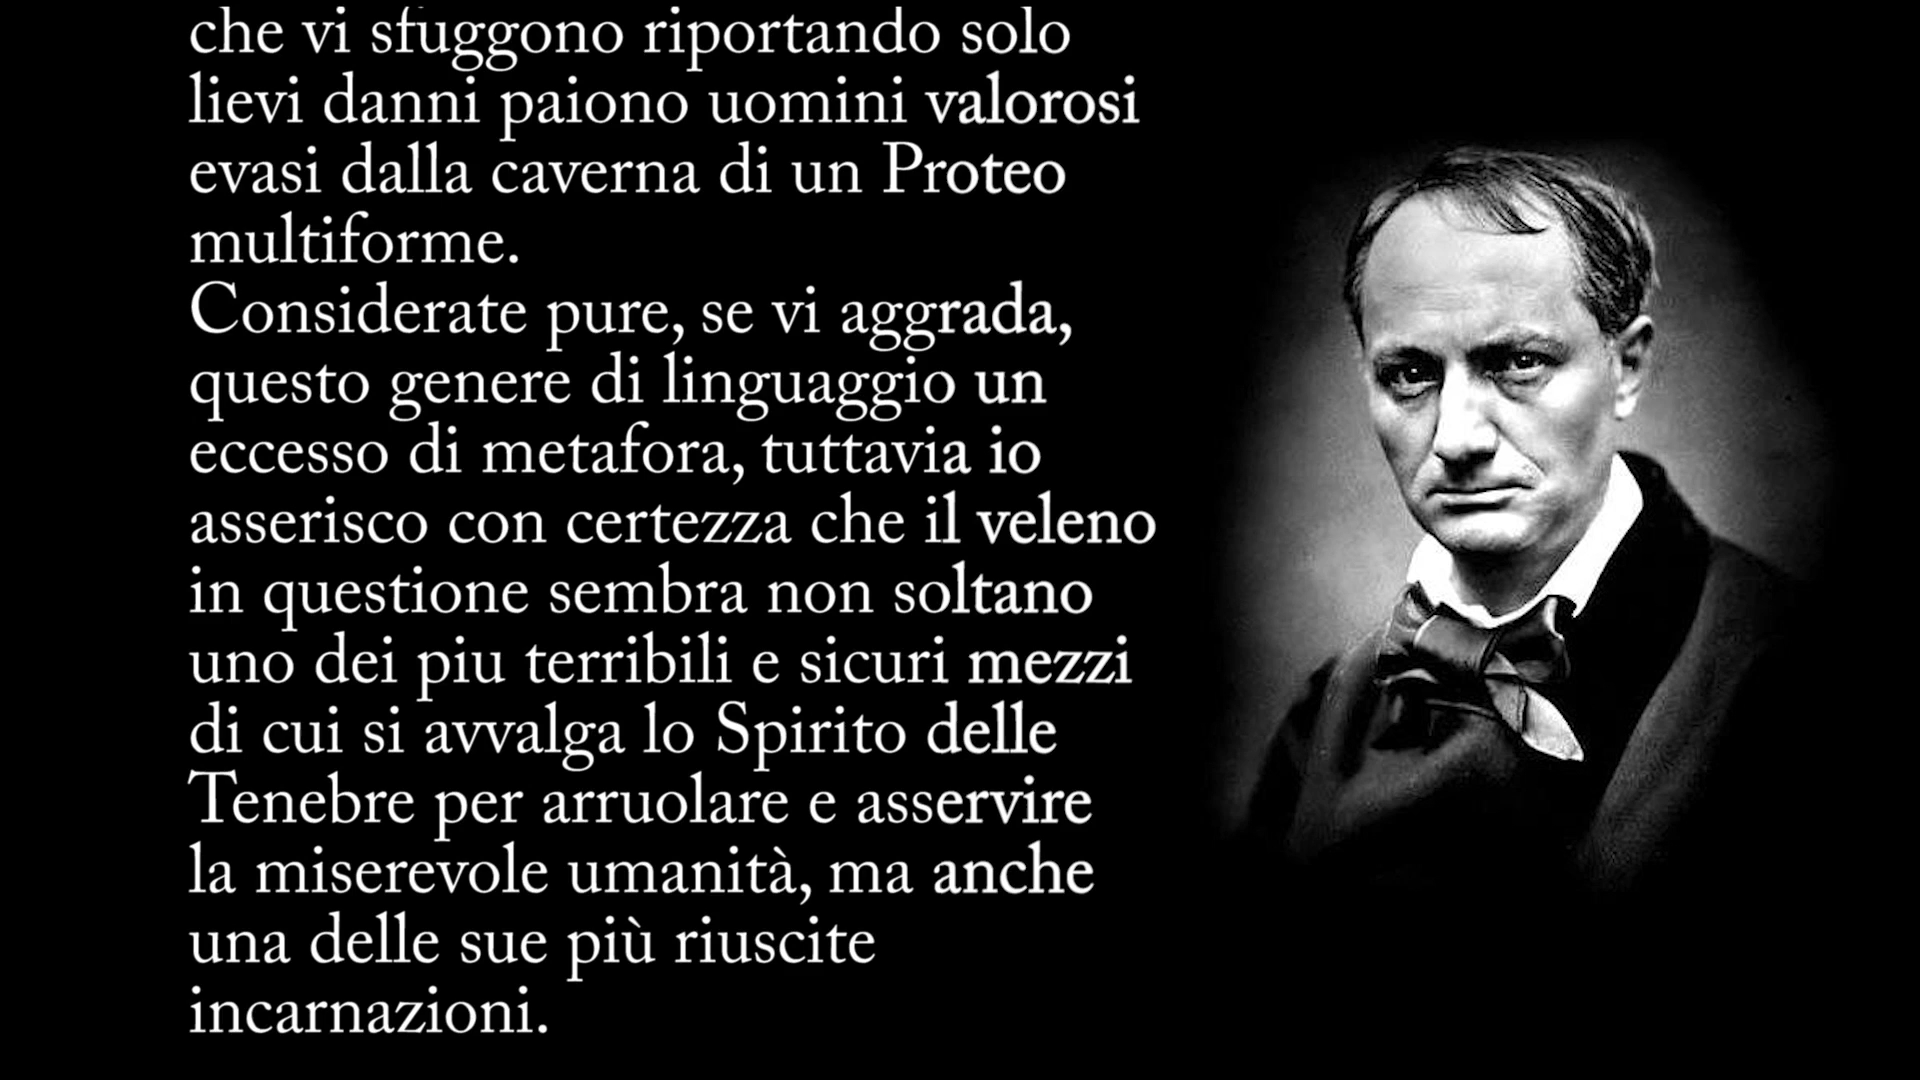 che vi sfuggono riportando solo
lievi danni paiono uomini valorosi
evasi dalla caverna di un Proteo
multiforme.
Considerate pure, se vi aggrada,
questo genere di linguaggio un
eccesso di metafora, tuttavia io
asserisco con certezza che il veleno
in questione sembra non soltano
uno dei piu terribili e sicuri mezzi
di cui si avvalga lo Spirito delle
Tenebre per arruolare e asservire
la miserevole umanità, ma anche
una delle sue più riuscite
incarnazioni.